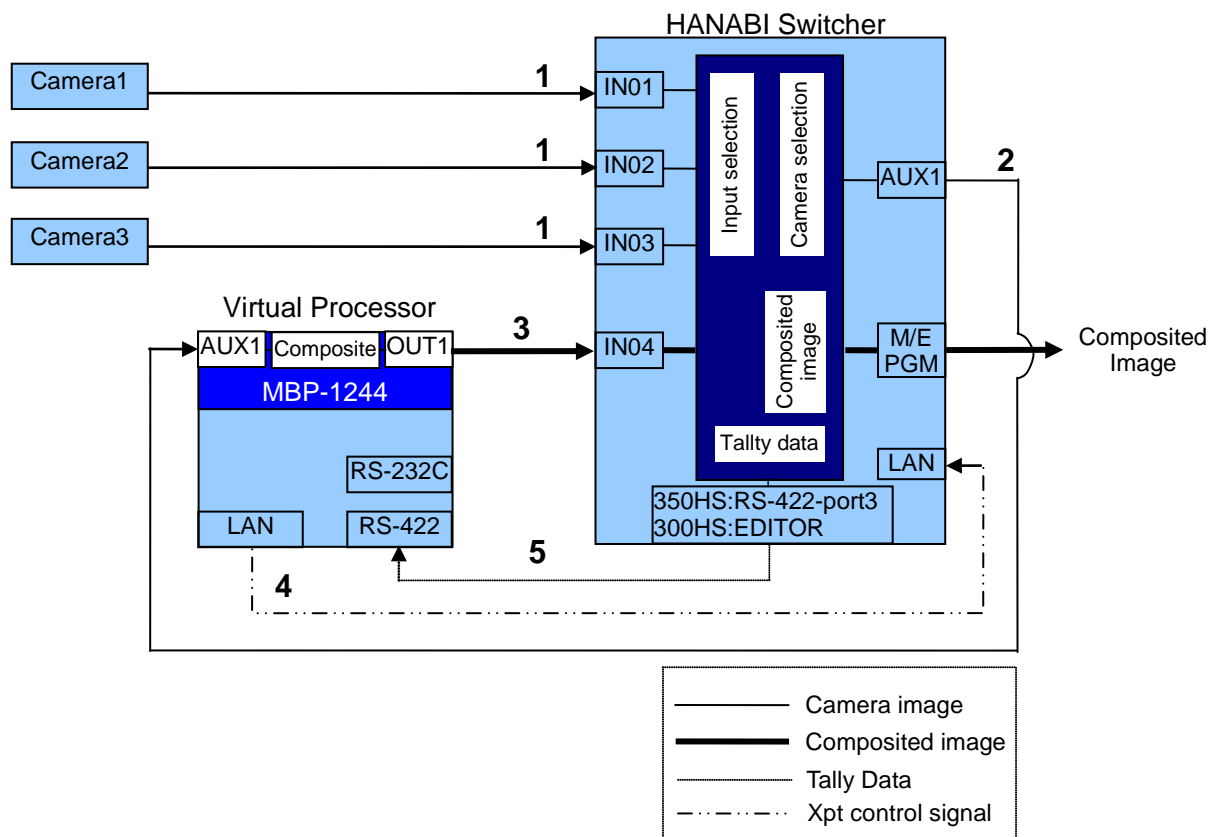 HANABI Switcher
Camera1
1
IN01
Input selection
Camera selection
Camera2
1
IN02
AUX1
2
Camera3
1
IN03
Virtual Processor
AUX1
Composite
OUT1
3
IN04
Composited
image
M/E
PGM
Composited
Image
MBP-1244
Tallty data
RS-232C
LAN
350HS:RS-422-port3
300HS:EDITOR
LAN
RS-422
5
4
Camera image
Composited image
Tally Data
Xpt control signal